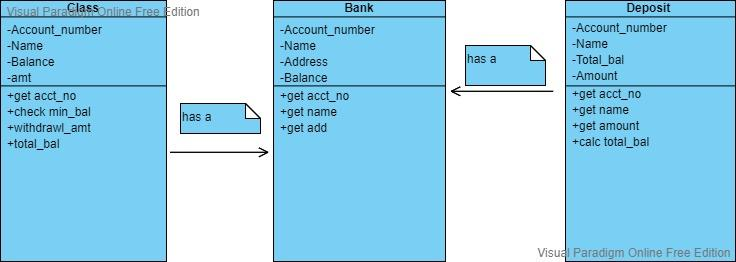 Visual Paradigm Online Free Edition
Class
-Account_number
-Name
-Balance
-amt
+get acct_no
+check min_bal
+withdrawl_amt
+total_bal
has a
Bank
-Account_number
-Name
-Address
-Balance
+get acct_no
+get name
+get add
has a
Deposit
-Account_number
-Name
-Total_bal
-Amount
+get acct_no
+get name
+get amount
+calc total_bal
Visual Paradigm Online Free Edition